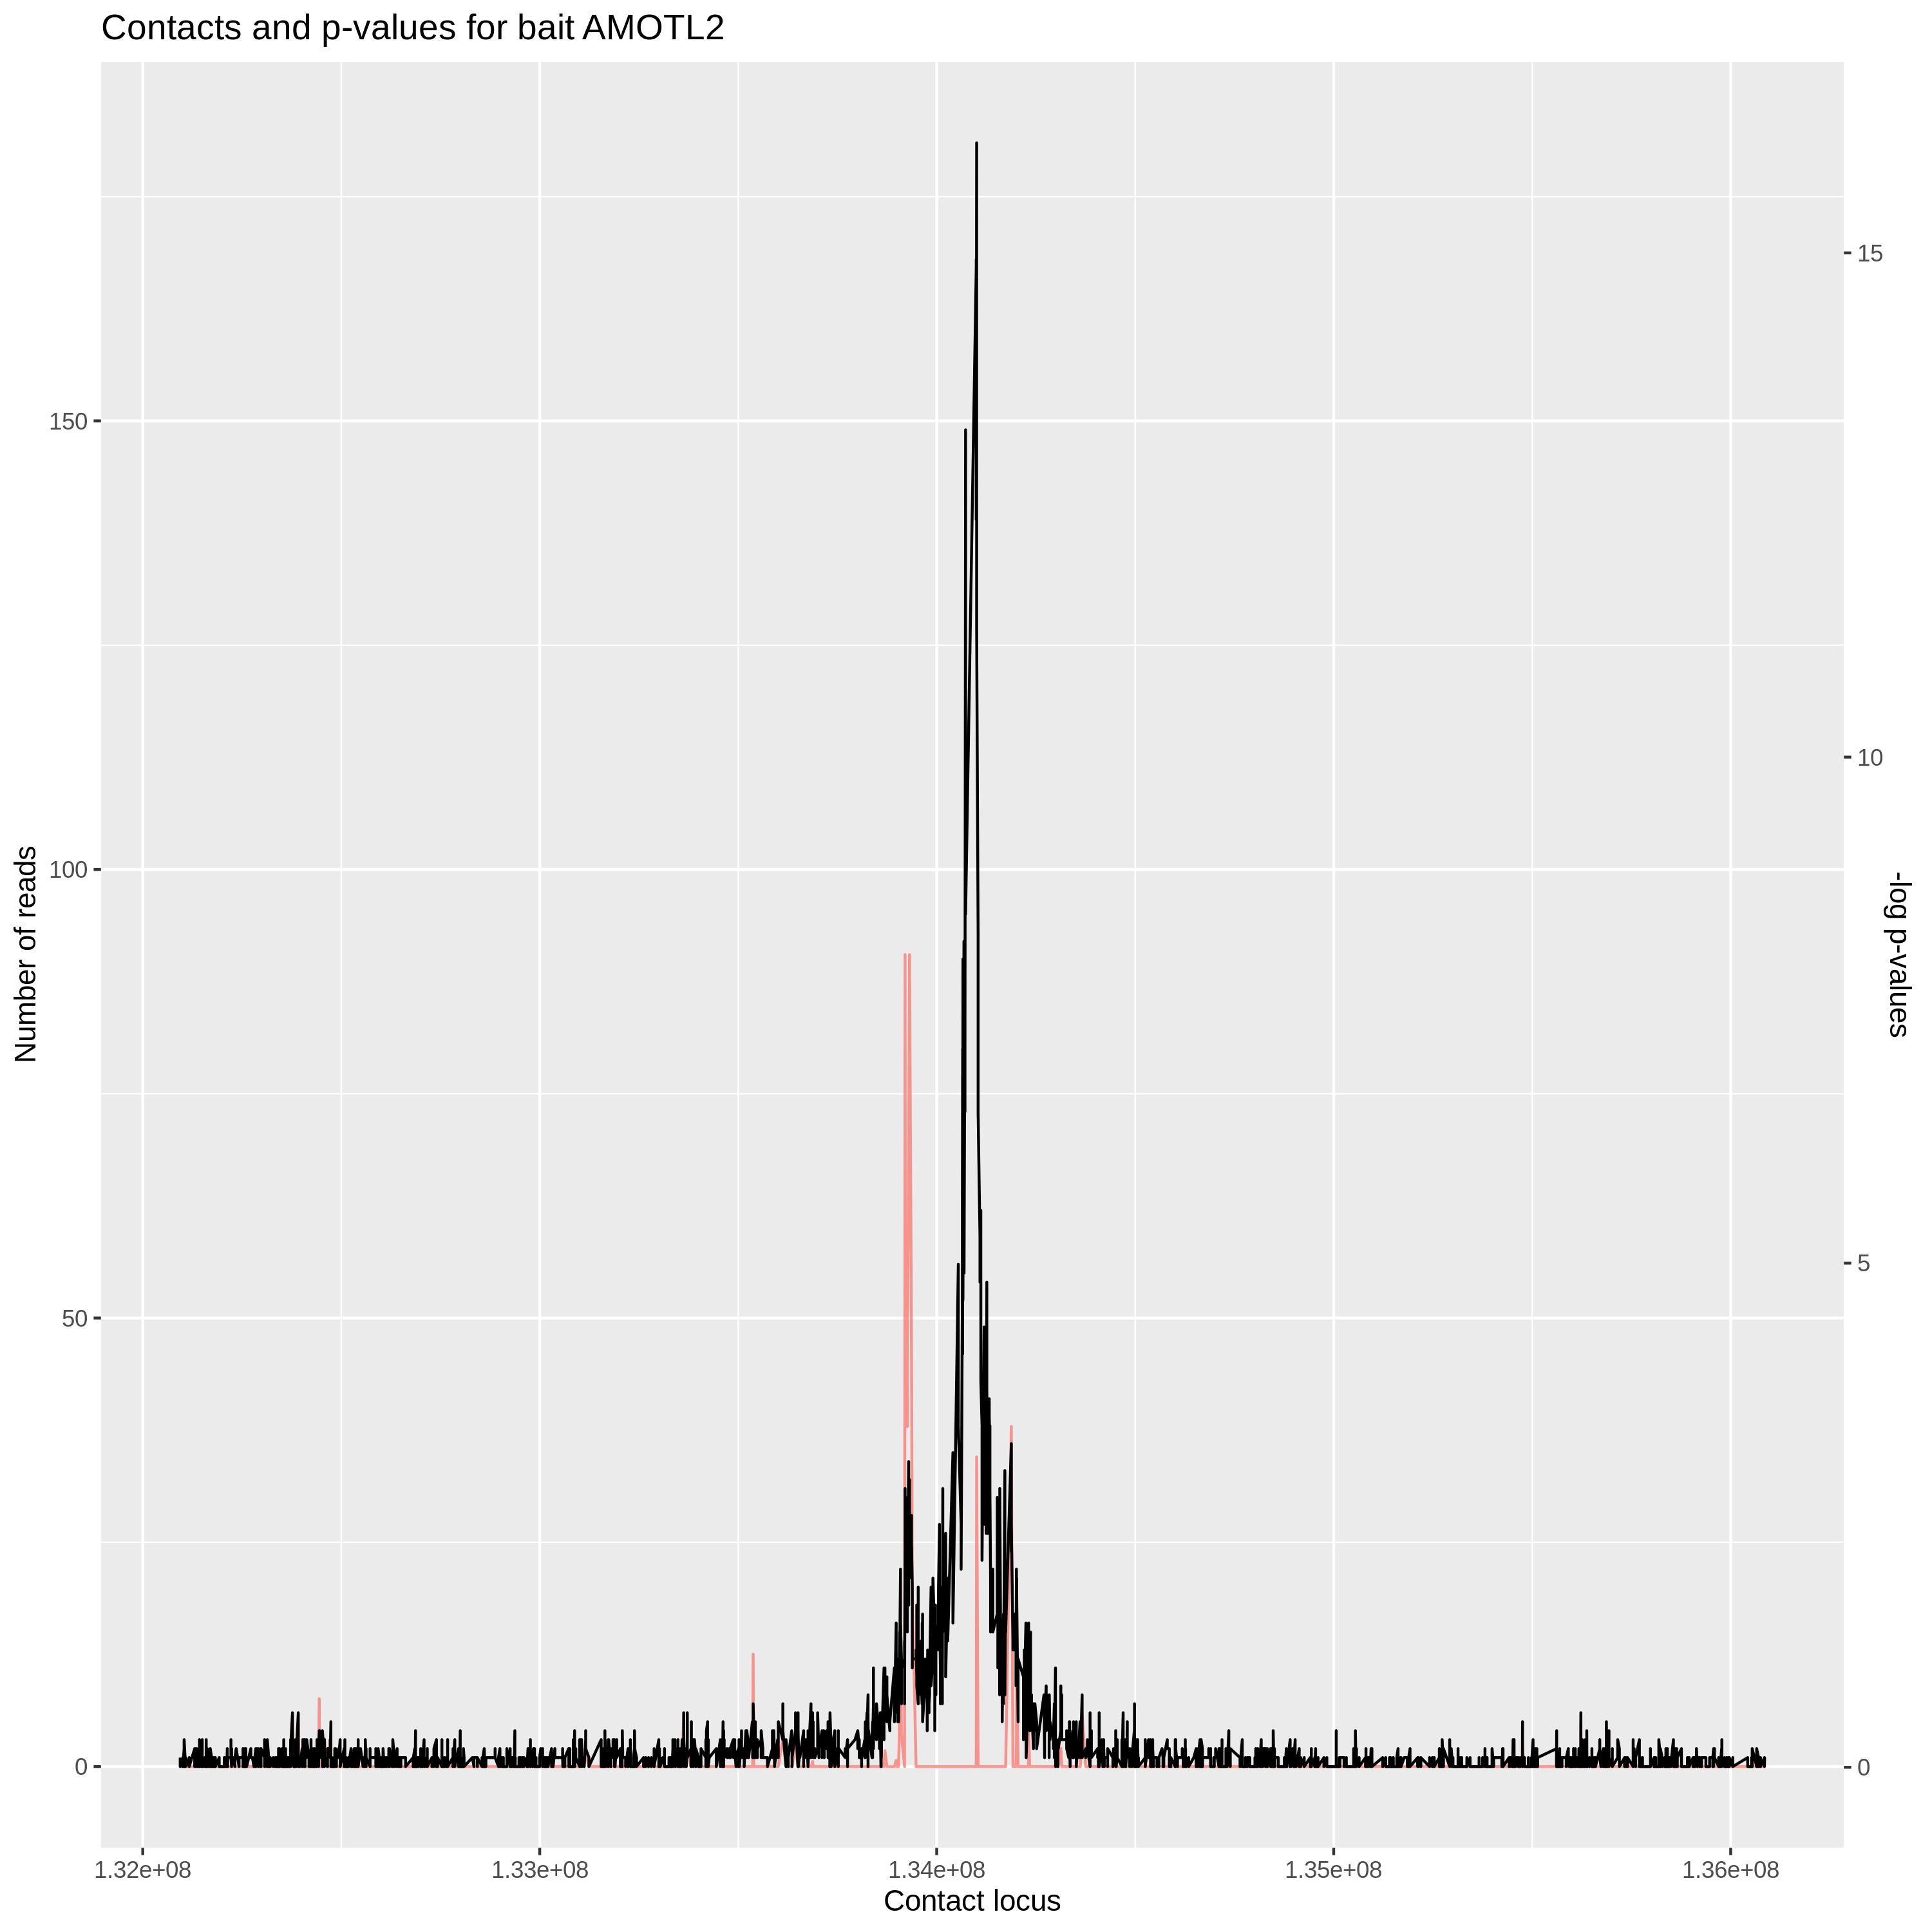 Contacts and p-values for bait AMOTL2
150
100
50
0
Number of reads
15
10
5
0
-log p-values
1.32e+08 1.33e+08 1.34e+08 1.35e+08 1.36e+08
Contact locus